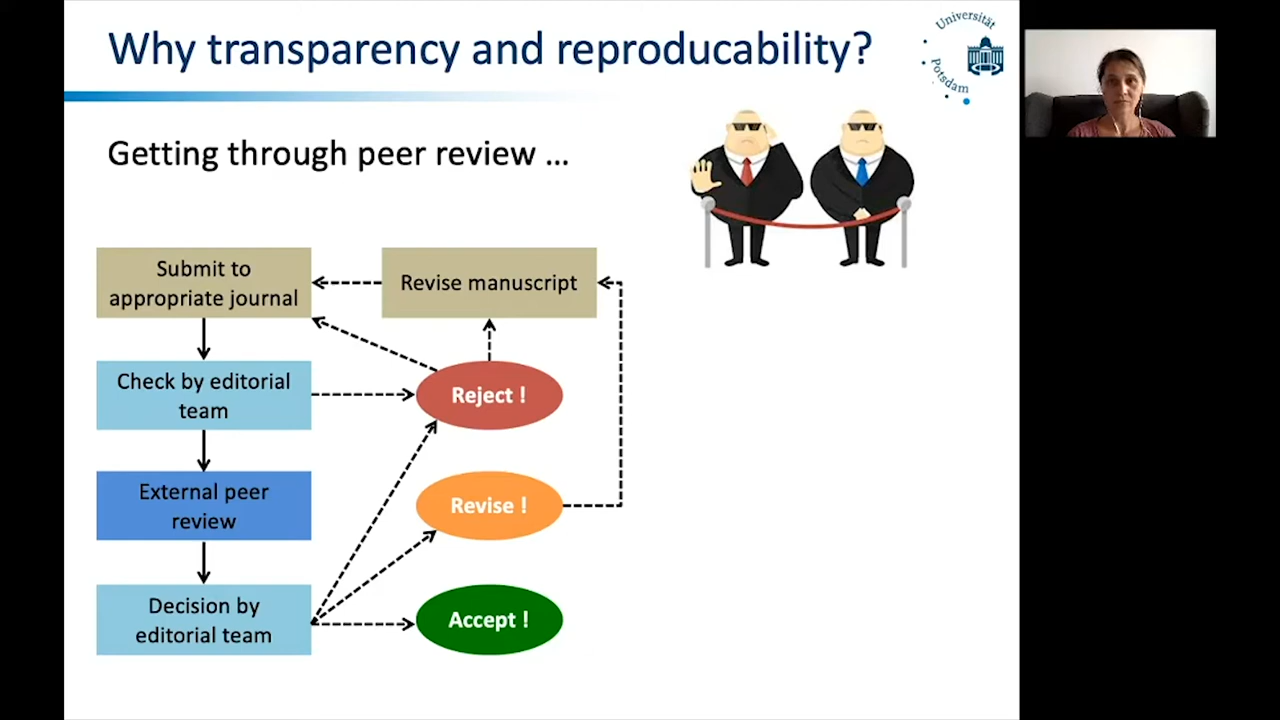 Why transparency and reproducability?
Universität
Potsdam
Getting through peer review ...
Submit to
appropriate journal
Revise manuscript
Check by editorial
team
Reject !
External peer
review
Revise !
Decision by
editorial team
Accept !